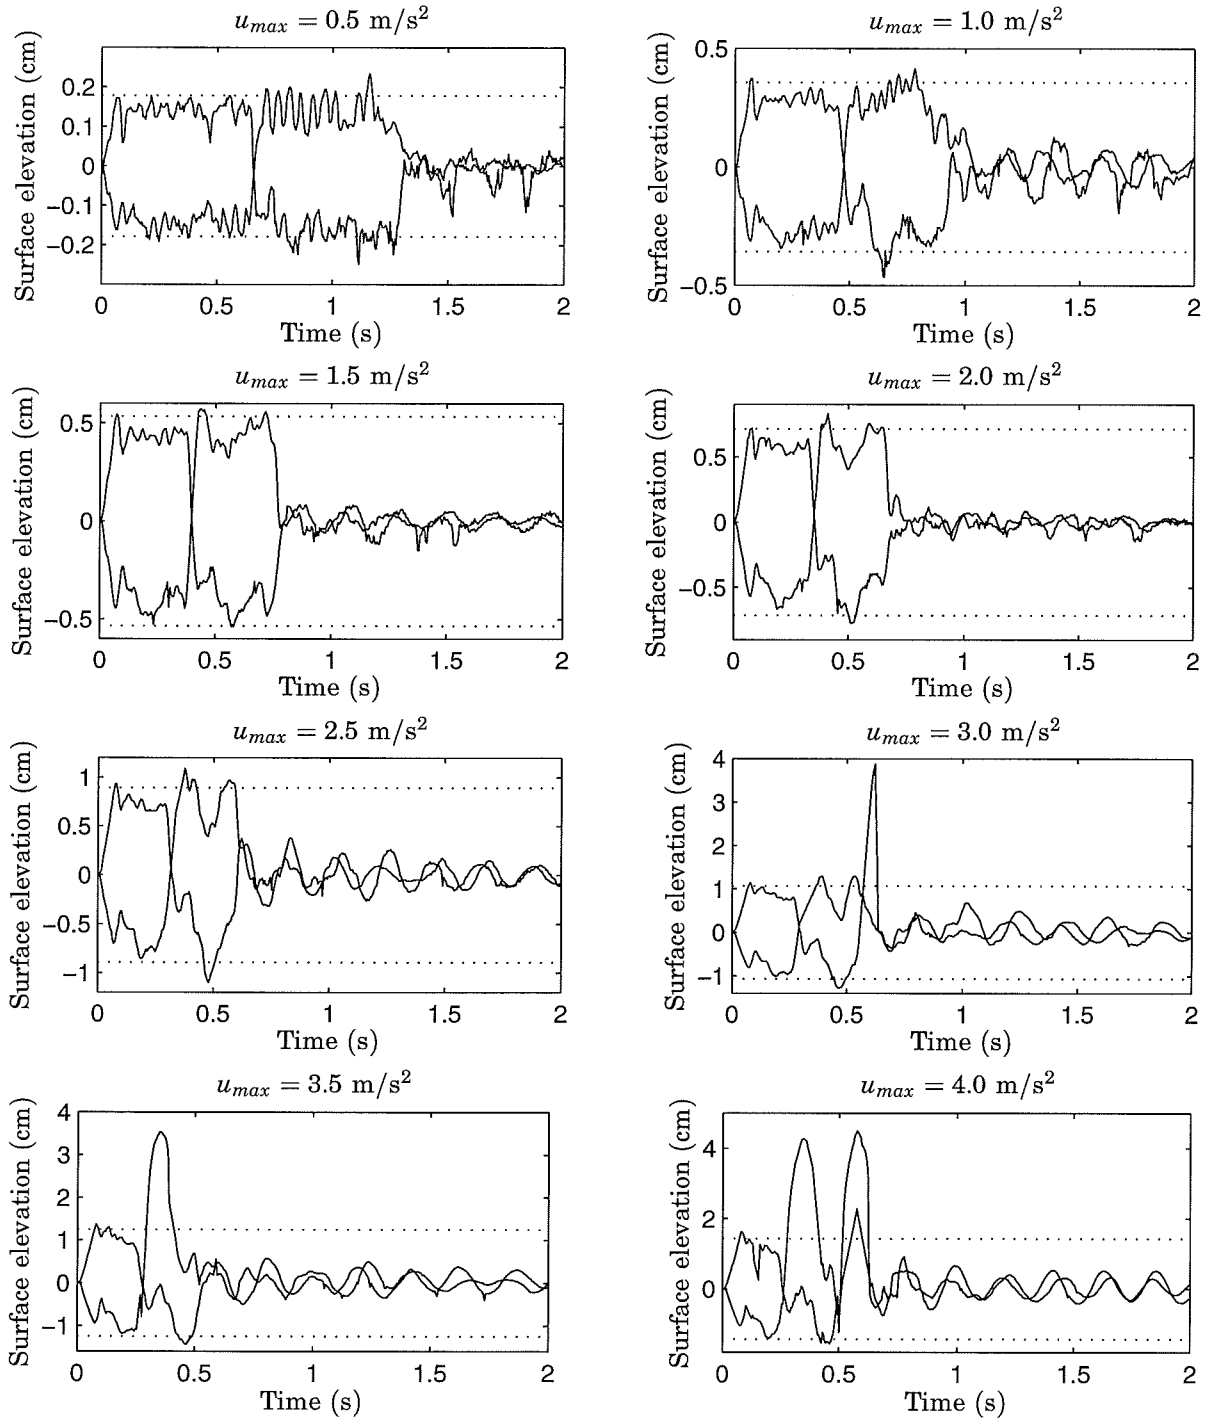 u_max = 0.5 m/s²
Surface elevation (cm)
0.2
0.1
0
−0.1
−0.2
0 0.5 1 1.5 2
Time (s)
u_max = 1.0 m/s²
Surface elevation (cm)
0.5
0
−0.5
0 0.5 1 1.5 2
Time (s)
u_max = 1.5 m/s²
Surface elevation (cm)
0.5
0
−0.5
0 0.5 1 1.5 2
Time (s)
u_max = 2.0 m/s²
Surface elevation (cm)
0.5
0
−0.5
0 0.5 1 1.5 2
Time (s)
u_max = 2.5 m/s²
Surface elevation (cm)
1
0.5
0
−0.5
−1
0 0.5 1 1.5 2
Time (s)
u_max = 3.0 m/s²
Surface elevation (cm)
4
3
2
1
0
−1
0 0.5 1 1.5 2
Time (s)
u_max = 3.5 m/s²
Surface elevation (cm)
4
3
2
1
0
−1
0 0.5 1 1.5 2
Time (s)
u_max = 4.0 m/s²
Surface elevation (cm)
4
2
0
0 0.5 1 1.5 2
Time (s)